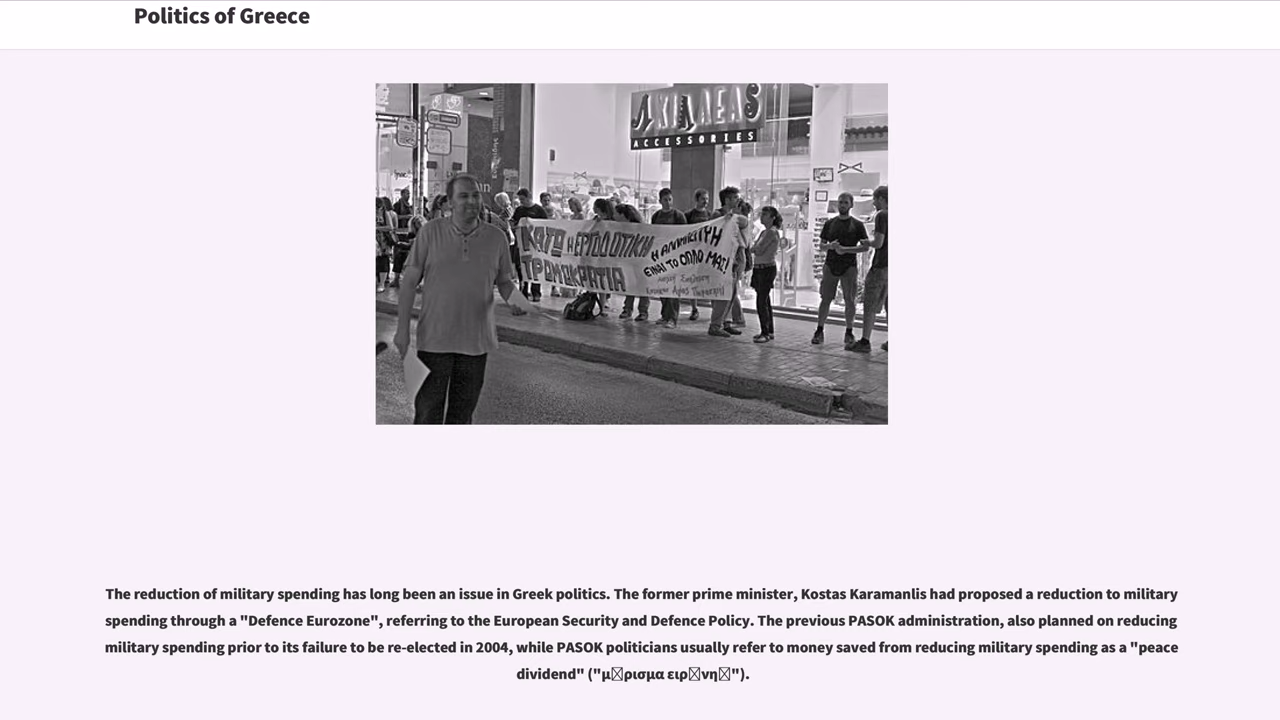 Politics of Greece
ΑΧΙΛΛΕΑS
ACCESSORIES
ΚΑΤΩ Η ΕΡΓΟΔΟΤΙΚΗ
ΤΡΟΜΟΚΡΑΤΙΑ
Η ΑΛΛΗΛΕΓΓΥΗ
ΕΙΝΑΙ ΤΟ ΟΠΛΟ ΜΑΣ!
The reduction of military spending has long been an issue in Greek politics. The former prime minister, Kostas Karamanlis had proposed a reduction to military
spending through a "Defence Eurozone", referring to the European Security and Defence Policy. The previous PASOK administration, also planned on reducing
military spending prior to its failure to be re-elected in 2004, while PASOK politicians usually refer to money saved from reducing military spending as a "peace
dividend" ("μ☒ρισμα ειρ☒νη☒").